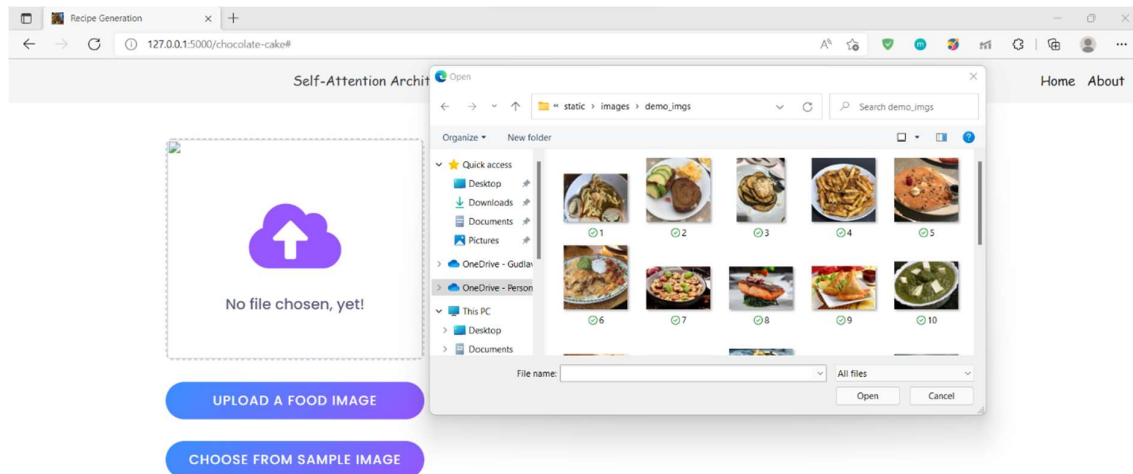 Recipe Generation
127.0.0.1:5000/chocolate-cake#
Self-Attention Archit
Home About
Open
« static › images › demo_imgs
Search demo_imgs
Organize
New folder
Quick access
Desktop
Downloads
Documents
Pictures
OneDrive - Gudlav
OneDrive - Person
This PC
Desktop
Documents
1 2 3 4 5
6 7 8 9 10
File name:
All files
Open Cancel
No file chosen, yet!
UPLOAD A FOOD IMAGE
CHOOSE FROM SAMPLE IMAGE